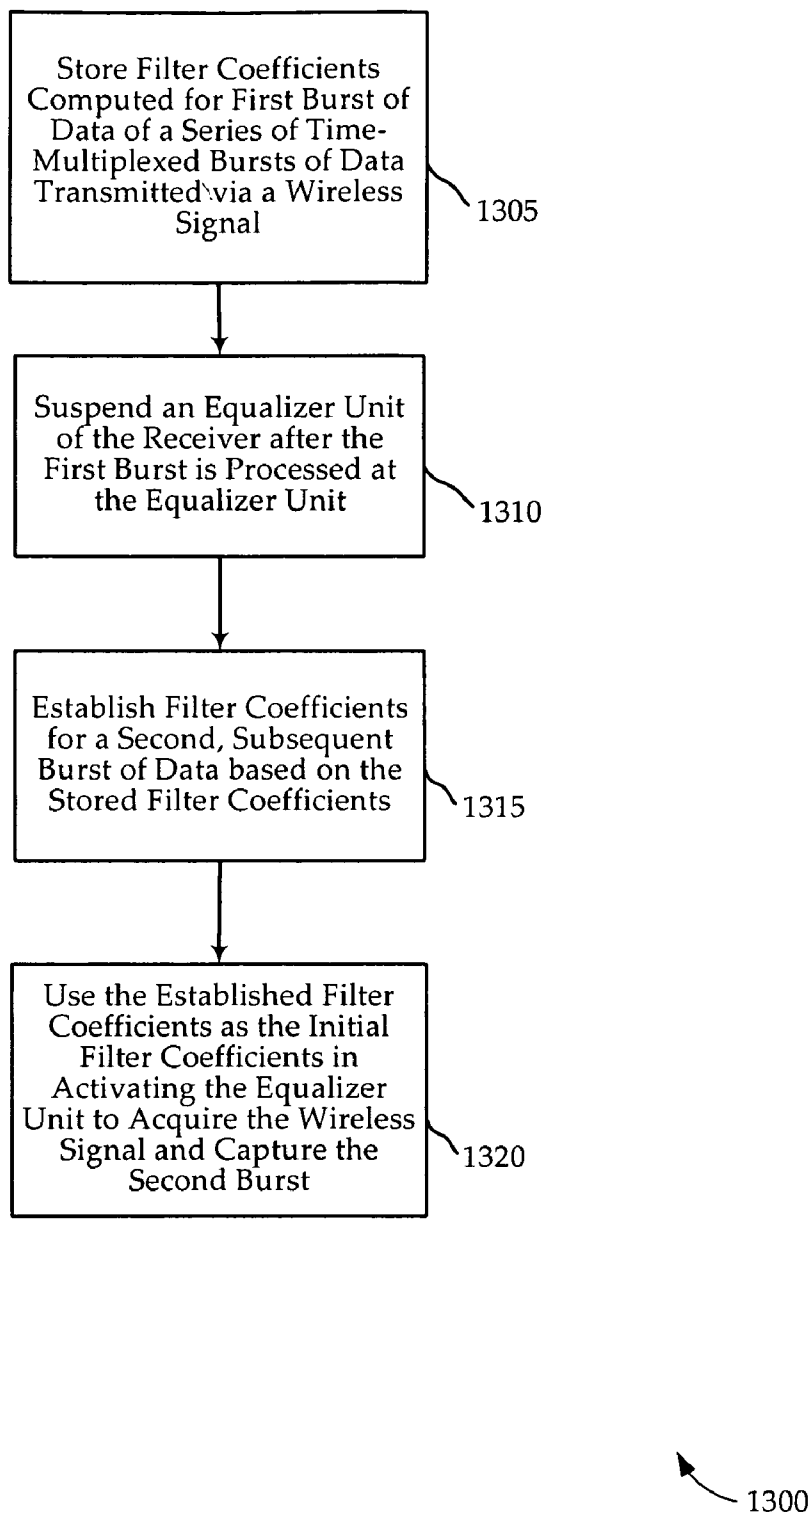 Store Filter Coefficients
Computed for First Burst of
Data of a Series of Time-
Multiplexed Bursts of Data
Transmitted via a Wireless
Signal
1305
Suspend an Equalizer Unit
of the Receiver after the
First Burst is Processed at
the Equalizer Unit
1310
Establish Filter Coefficients
for a Second, Subsequent
Burst of Data based on the
Stored Filter Coefficients
1315
Use the Established Filter
Coefficients as the Initial
Filter Coefficients in
Activating the Equalizer
Unit to Acquire the Wireless
Signal and Capture the
Second Burst
1320
1300